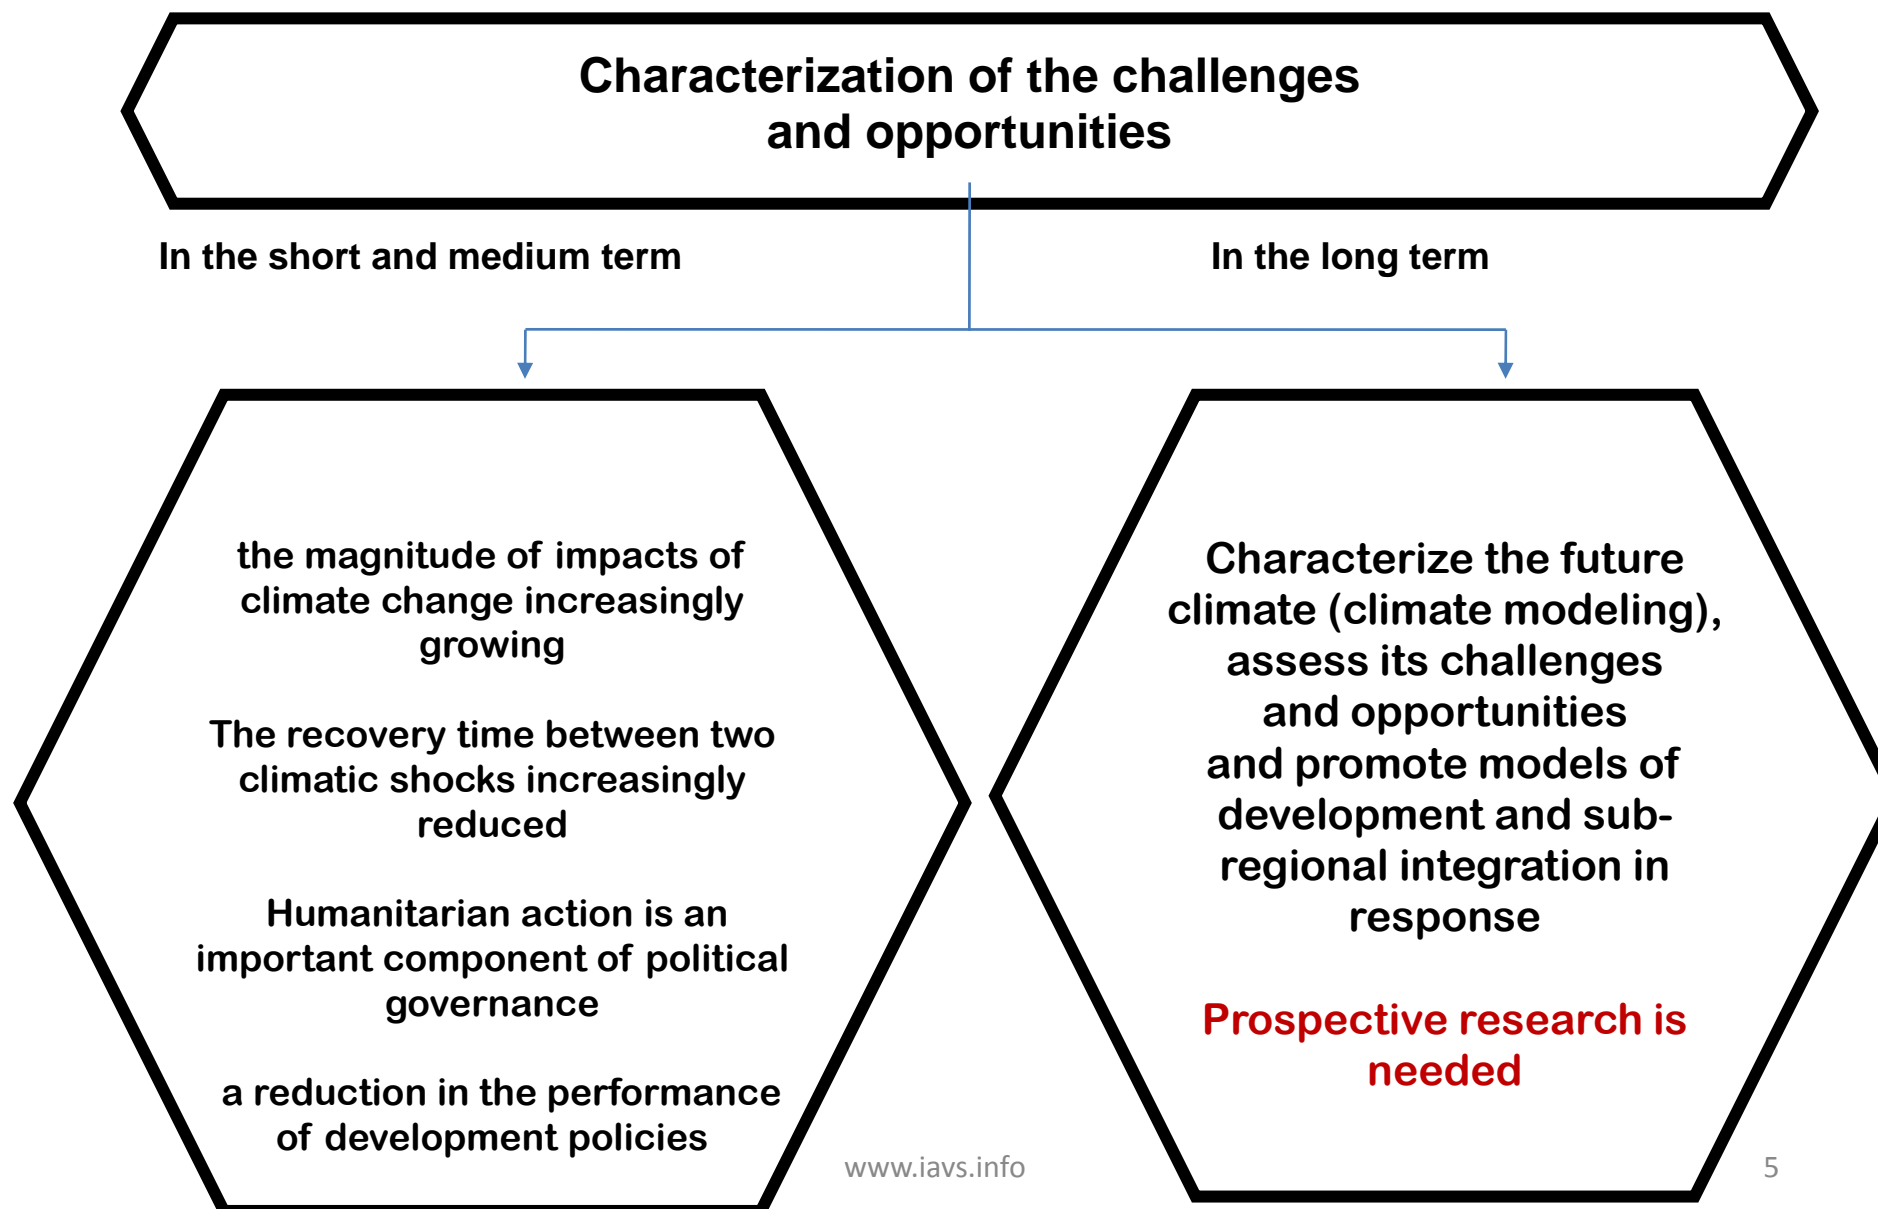 Characterization of the challenges
and opportunities
In the short and medium term
In the long term
the magnitude of impacts of
climate change increasingly
growing
The recovery time between two
climatic shocks increasingly
reduced
Humanitarian action is an
important component of political
governance
a reduction in the performance
of development policies
Characterize the future
climate (climate modeling),
assess its challenges
and opportunities
and promote models of
development and sub-
regional integration in
response
Prospective research is
needed
www.iavs.info
5